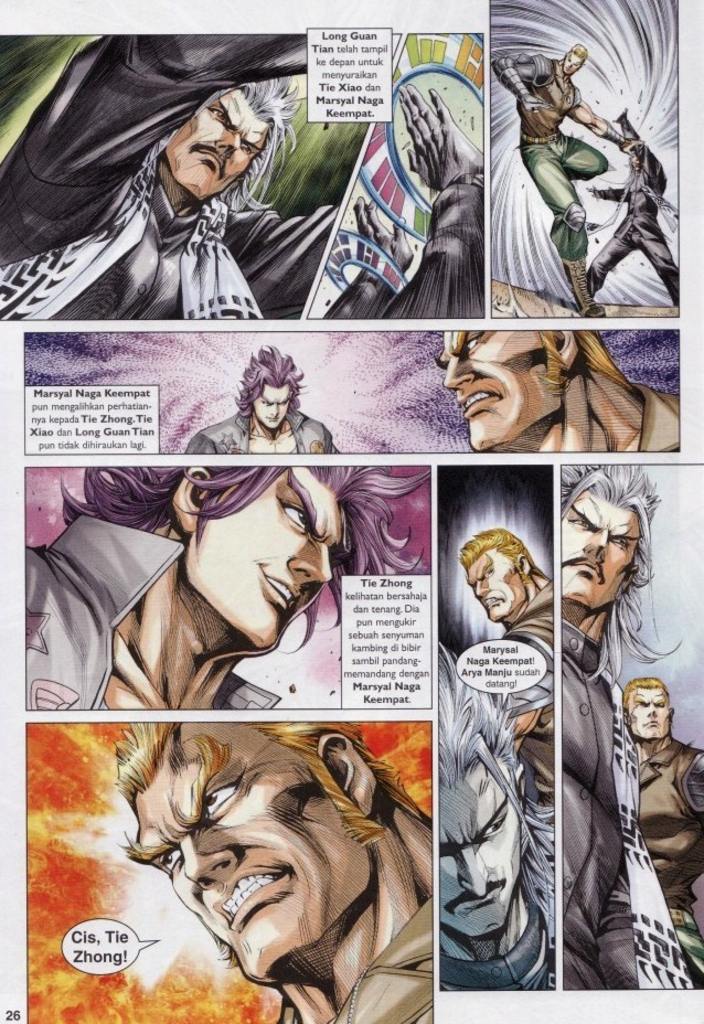 Long Guan
Tian telah tampil
ke depan untuk
menyuraikan
Tie Xiao dan
Marsyal Naga
Keempat.
Marsyal Naga Keempat
pun mengalihkan perhatian-
nya kepada Tie Zhong. Tie
Xiao dan Long Guan Tian
pun tidak dihiraukan lagi.
Tie Zhong
kelihatan bersahaja
dan tenang. Dia
pun mengukir
sebuah senyuman
kambing di bibir
sambil pandang-
memandang dengan
Marsyal Naga
Keempat.
Marysal
Naga Keempat!
Arya Manju sudah
datang!
Cis, Tie
Zhong!
26